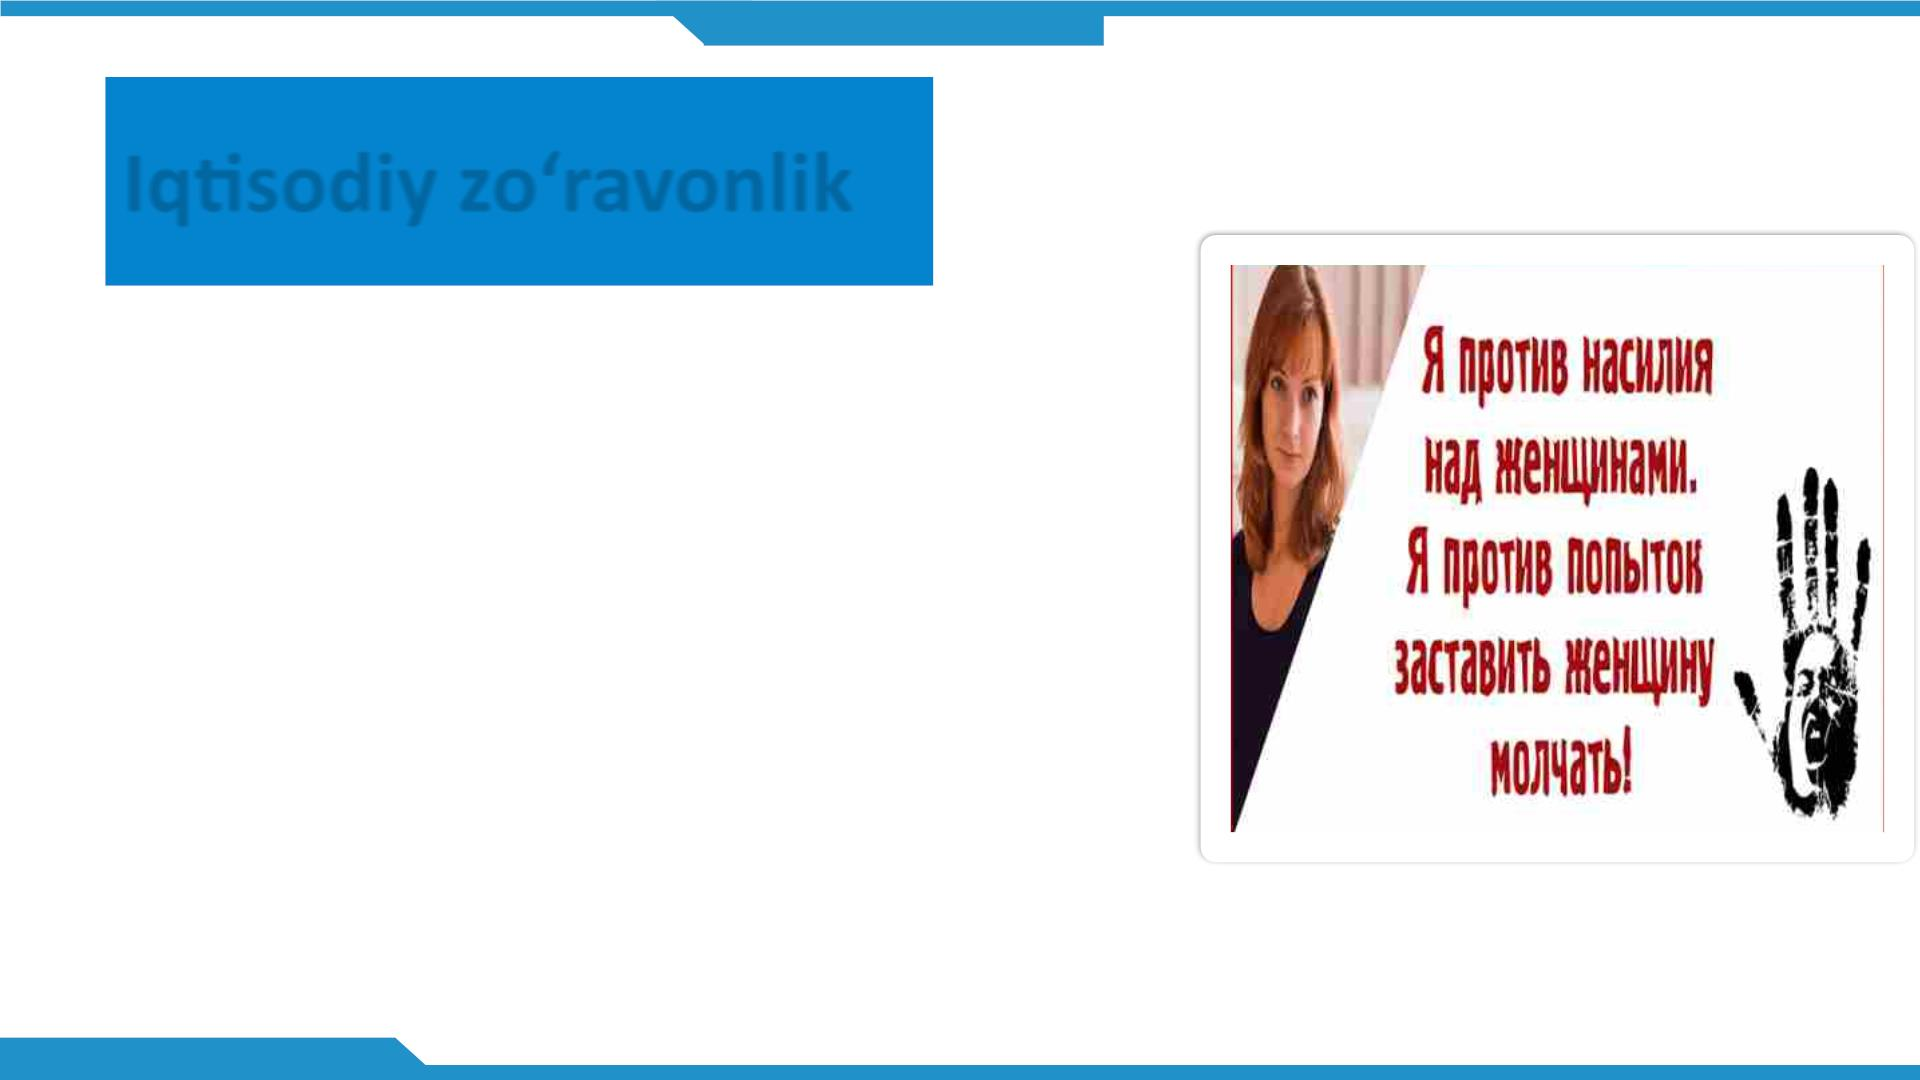 Iqtisodiy zo‘ravonlik
Я против насилия
над женщинами.
Я против попыток
заставить женщину
молчать!